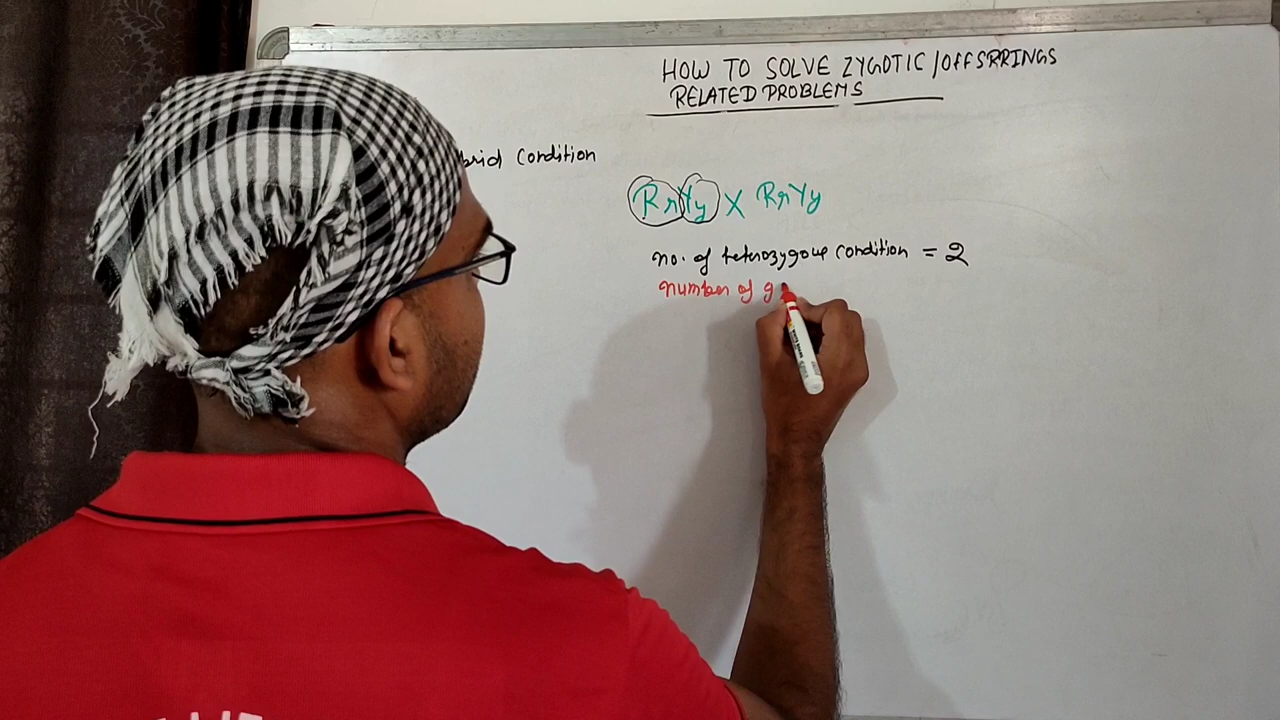 HOW TO SOLVE ZYGOTIC/OFFSRRINGS
RELATED PROBLEMS
brid Condition
RrYy X RrYy
no. of heterozygous condition = 2
number of g